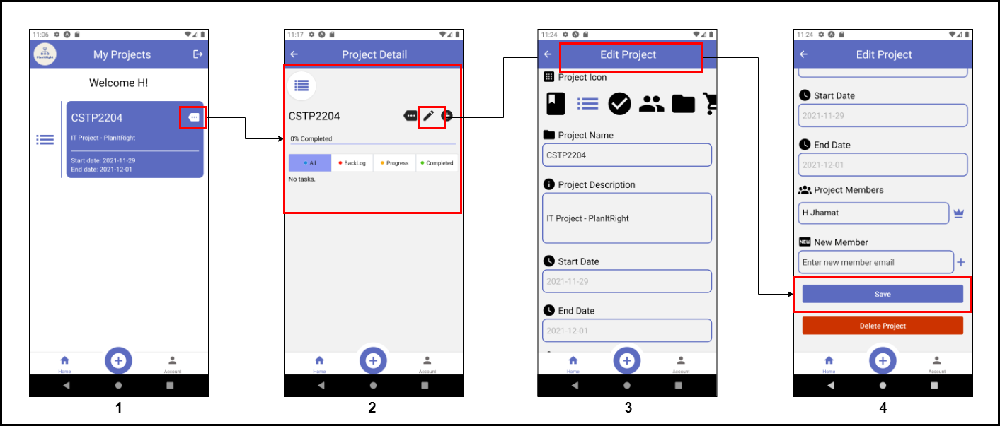 11:06
PlanItRight
My Projects
Welcome H!
CSTP2204
IT Project - PlanItRight
Start date: 2021-11-29
End date: 2021-12-01
Home
Account
1
11:17
Project Detail
CSTP2204
0% Completed
All
BackLog
Progress
Completed
No tasks.
Home
Account
2
11:24
Edit Project
Project Icon
Project Name
CSTP2204
Project Description
IT Project - PlanItRight
Start Date
2021-11-29
End Date
2021-12-01
Home
Account
3
11:24
Edit Project
Start Date
2021-11-29
End Date
2021-12-01
Project Members
H Jhamat
NEW New Member
Enter new member email
Save
Delete Project
Home
Account
4